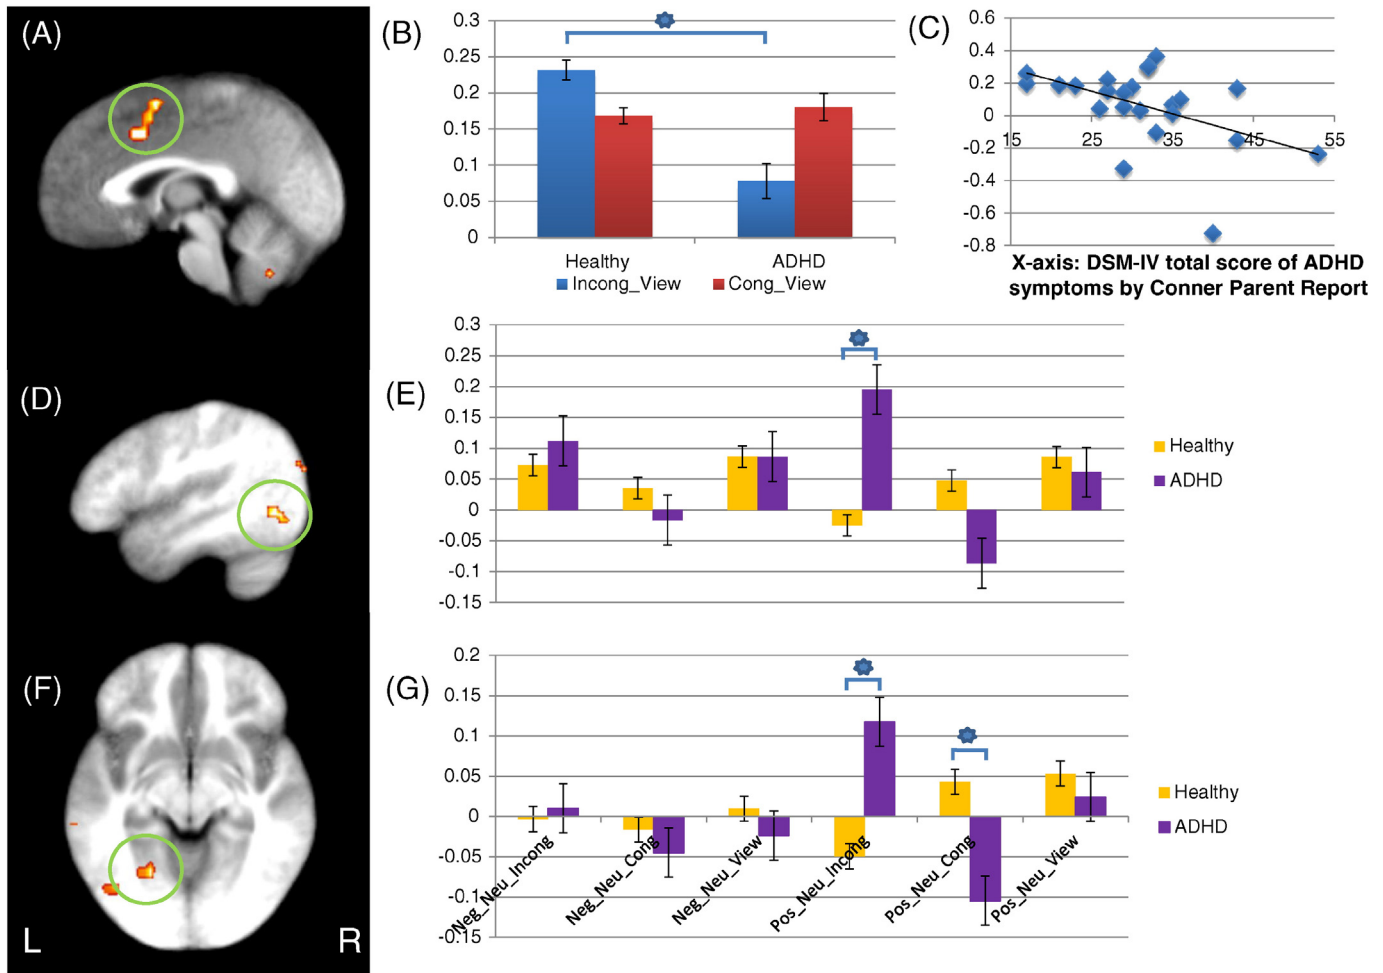 (A)
(B)
0.3
0.25
0.2
0.15
0.1
0.05
0
Healthy
ADHD
Incong_View
Cong_View
(C)
0.6
0.4
0.2
0
-0.2
-0.4
-0.6
-0.8
15
25
35
45
55
X-axis: DSM-IV total score of ADHD
symptoms by Conner Parent Report
(D)
(E)
0.3
0.25
0.2
0.15
0.1
0.05
0
-0.05
-0.1
-0.15
Healthy
ADHD
(F)
L
R
(G)
0.2
0.15
0.1
0.05
0
-0.05
-0.1
-0.15
Neg_Neu_Incong
Neg_Neu_Cong
Neg_Neu_View
Pos_Neu_Incong
Pos_Neu_Cong
Pos_Neu_View
Healthy
ADHD